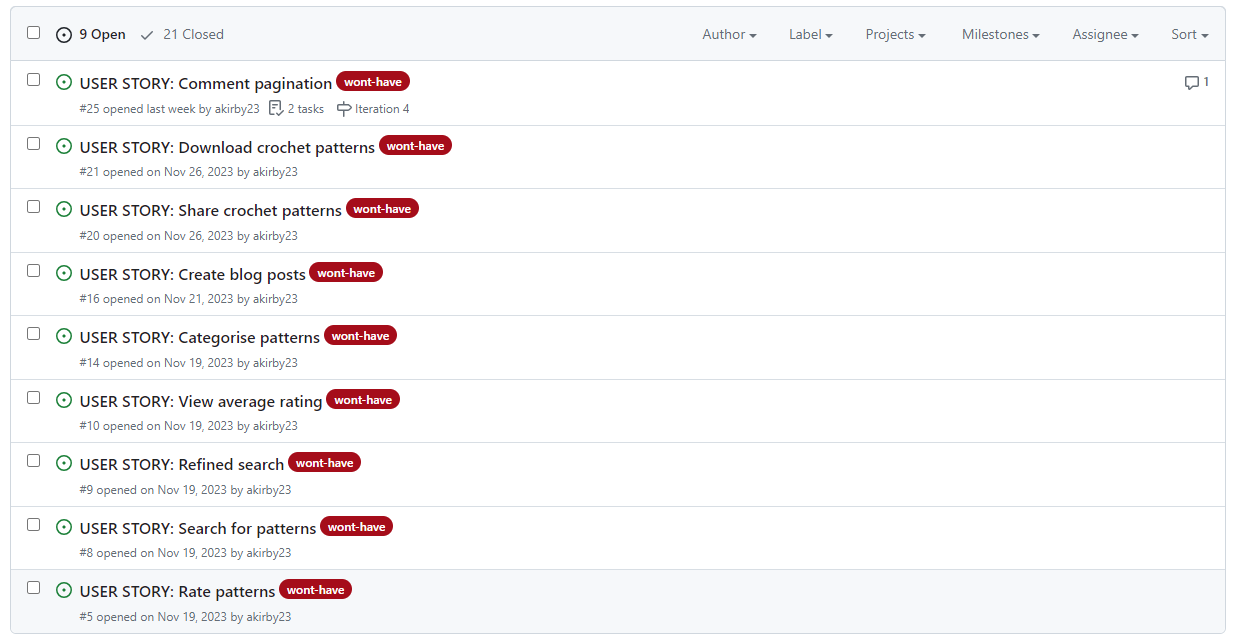 9 Open 21 Closed Author Label Projects Milestones Assignee Sort
USER STORY: Comment pagination wont-have 1
#25 opened last week by akirby23 2 tasks Iteration 4
USER STORY: Download crochet patterns wont-have
#21 opened on Nov 26, 2023 by akirby23
USER STORY: Share crochet patterns wont-have
#20 opened on Nov 26, 2023 by akirby23
USER STORY: Create blog posts wont-have
#16 opened on Nov 21, 2023 by akirby23
USER STORY: Categorise patterns wont-have
#14 opened on Nov 19, 2023 by akirby23
USER STORY: View average rating wont-have
#10 opened on Nov 19, 2023 by akirby23
USER STORY: Refined search wont-have
#9 opened on Nov 19, 2023 by akirby23
USER STORY: Search for patterns wont-have
#8 opened on Nov 19, 2023 by akirby23
USER STORY: Rate patterns wont-have
#5 opened on Nov 19, 2023 by akirby23